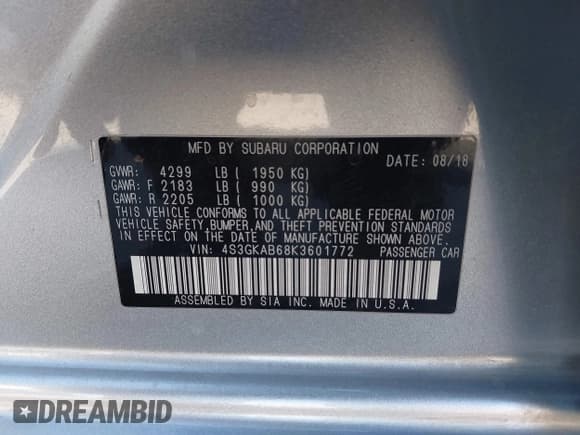 MFD BY SUBARU CORPORATION
DATE: 08/18
GVWR: 4299 LB ( 1950 KG)
GAWR: F 2183 LB ( 990 KG)
GAWR: R 2205 LB ( 1000 KG)
THIS VEHICLE CONFORMS TO ALL APPLICABLE FEDERAL MOTOR
VEHICLE SAFETY,BUMPER,AND THEFT PREVENTION STANDARDS
IN EFFECT ON THE DATE OF MANUFACTURE SHOWN ABOVE.
VIN: 4S3GKAB68K3601772 PASSENGER CAR
ASSEMBLED BY SIA INC. MADE IN U.S.A.
DREAMBID